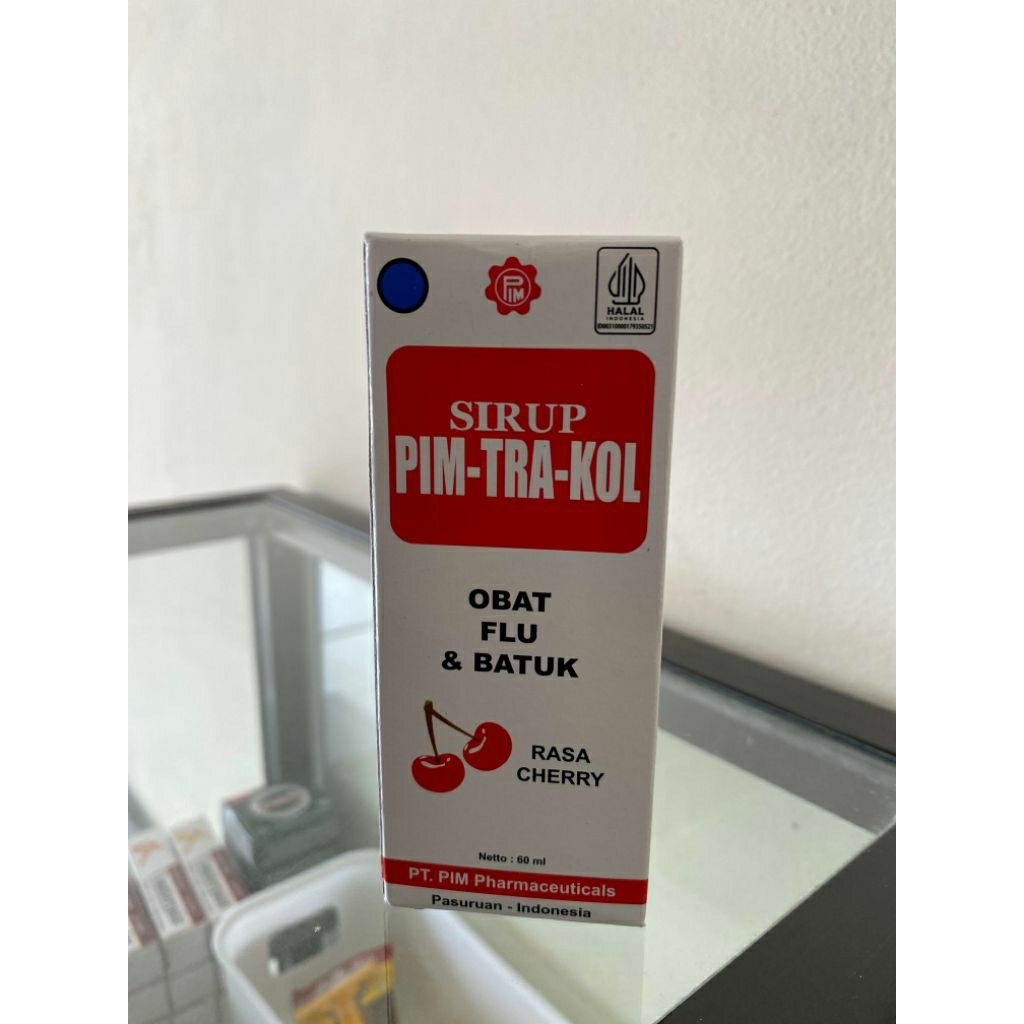 PIM
HALAL
INDONESIA
SIRUP
PIM-TRA-KOL
OBAT
FLU
& BATUK
RASA
CHERRY
Netto : 60 ml
PT. PIM Pharmaceuticals
Pasuruan - Indonesia